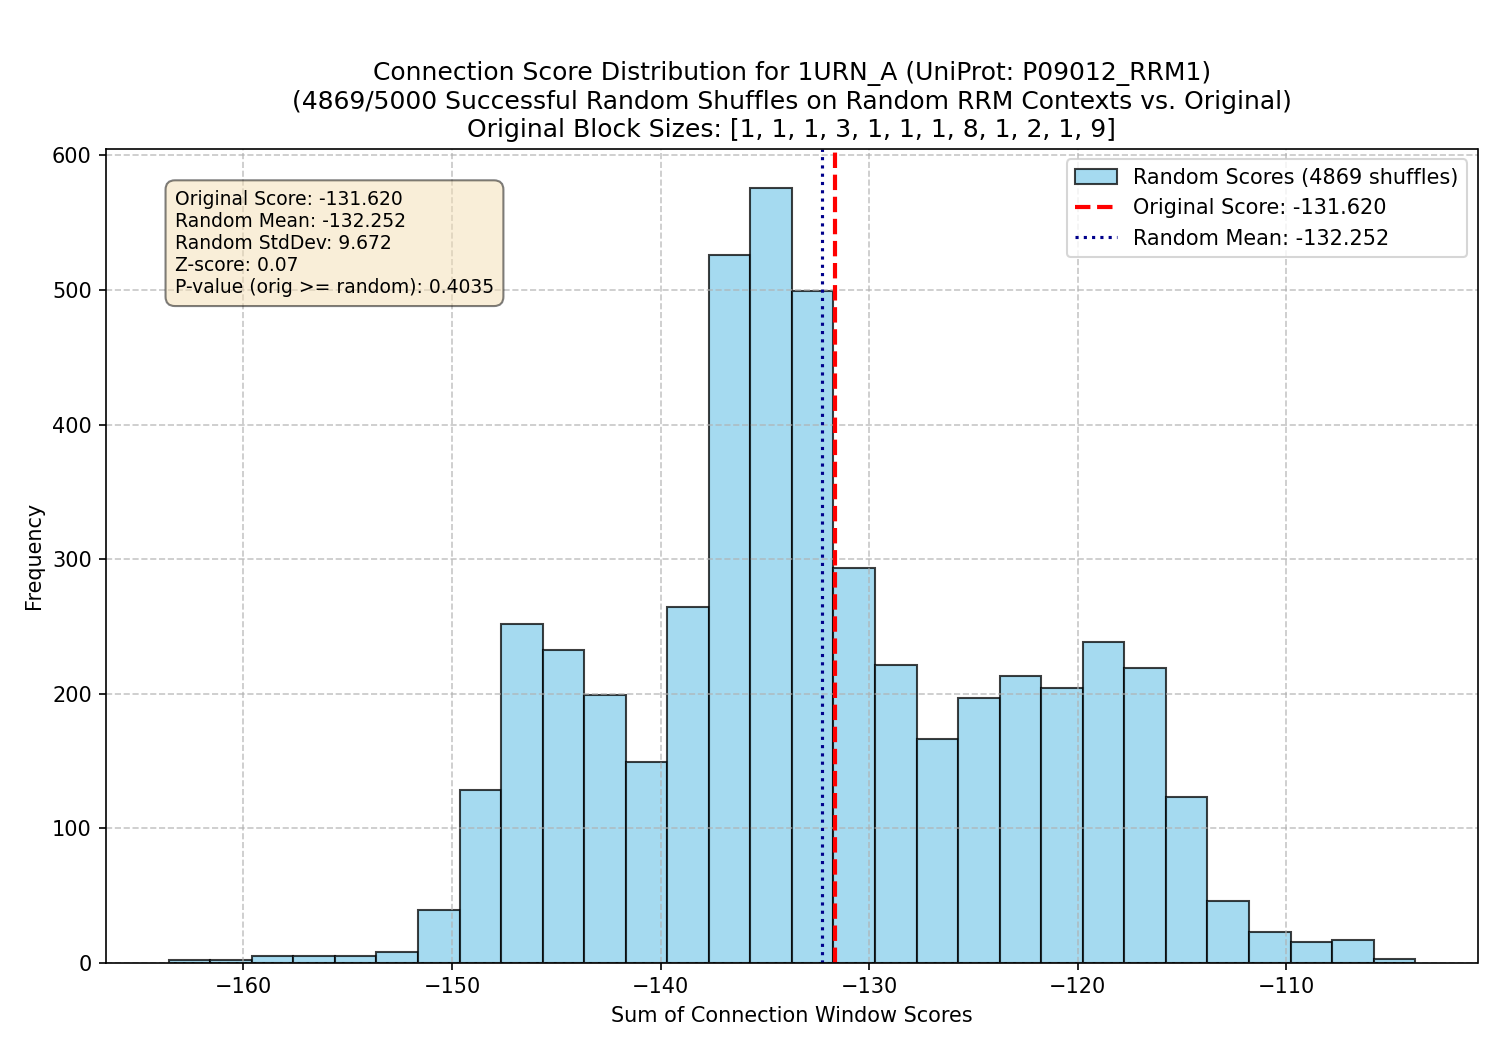 Connection Score Distribution for 1URN_A (UniProt: P09012_RRM1)
(4869/5000 Successful Random Shuffles on Random RRM Contexts vs. Original)
Original Block Sizes: [1, 1, 1, 3, 1, 1, 1, 8, 1, 2, 1, 9]
Original Score: -131.620
Random Mean: -132.252
Random StdDev: 9.672
Z-score: 0.07
P-value (orig >= random): 0.4035
Random Scores (4869 shuffles)
Original Score: -131.620
Random Mean: -132.252
Frequency
600
500
400
300
200
100
0
−160 −150 −140 −130 −120 −110
Sum of Connection Window Scores